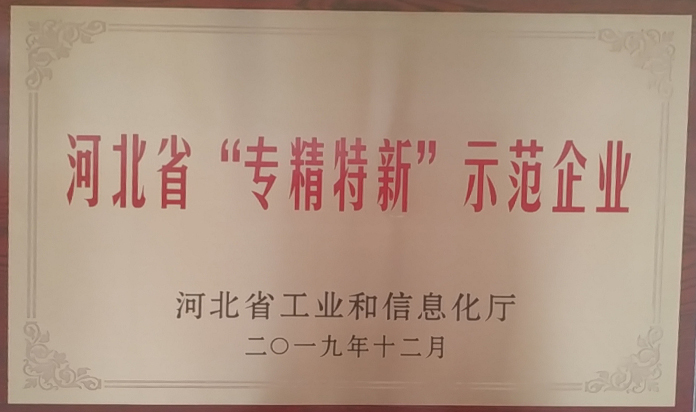 河北省“专精特新”示范企业
河北省工业和信息化厅
二〇一九年十二月